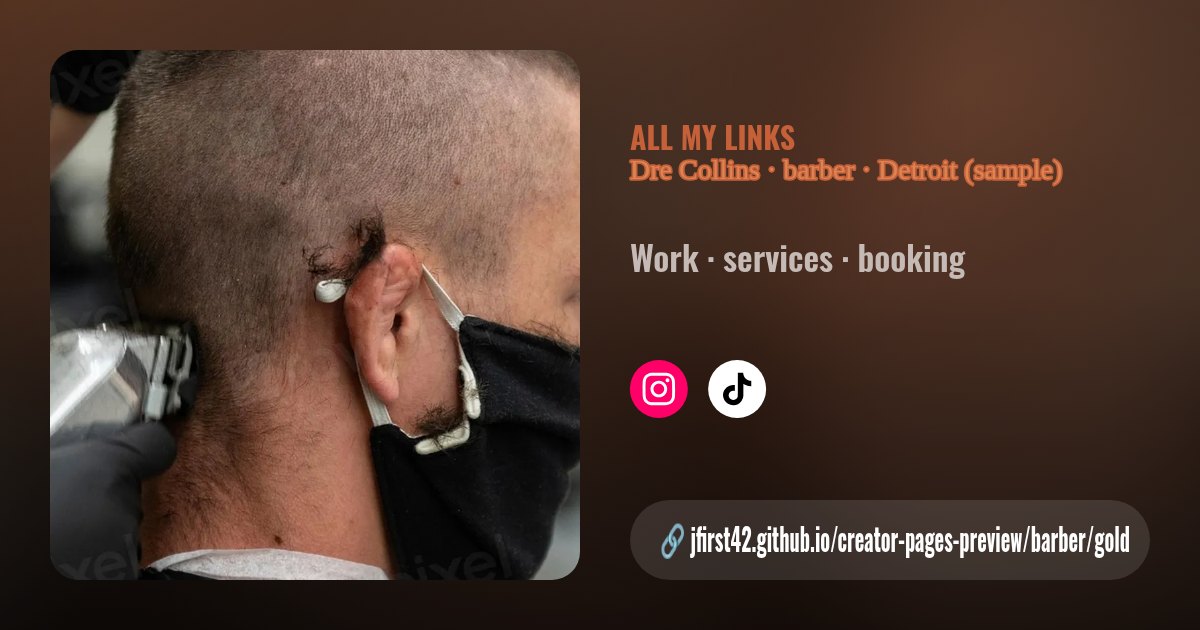 ALL MY LINKS
Dre Collins · barber · Detroit (sample)
Work · services · booking
jfirst42.github.io/creator-pages-preview/barber/gold